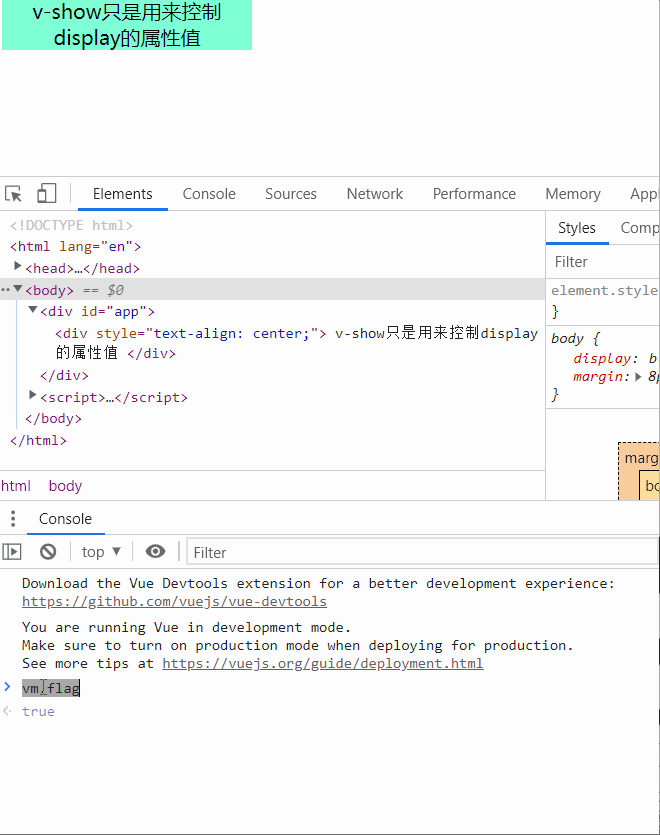 v-show只是用来控制
display的属性值
Elements Console Sources Network Performance Memory Appl
<!DOCTYPE html>
<html lang="en">
<head>…</head>
<body> == $0
<div id="app">
<div style="text-align: center;"> v-show只是用来控制display
的属性值 </div>
</div>
<script>…</script>
</body>
</html>
html body
Styles Comp
Filter
element.style
}
body {
display: b
margin: 8p
}
marg
bo
Console
top ▼ Filter
Download the Vue Devtools extension for a better development experience:
https://github.com/vuejs/vue-devtools
You are running Vue in development mode.
Make sure to turn on production mode when deploying for production.
See more tips at https://vuejs.org/guide/deployment.html
> vm.flag
true